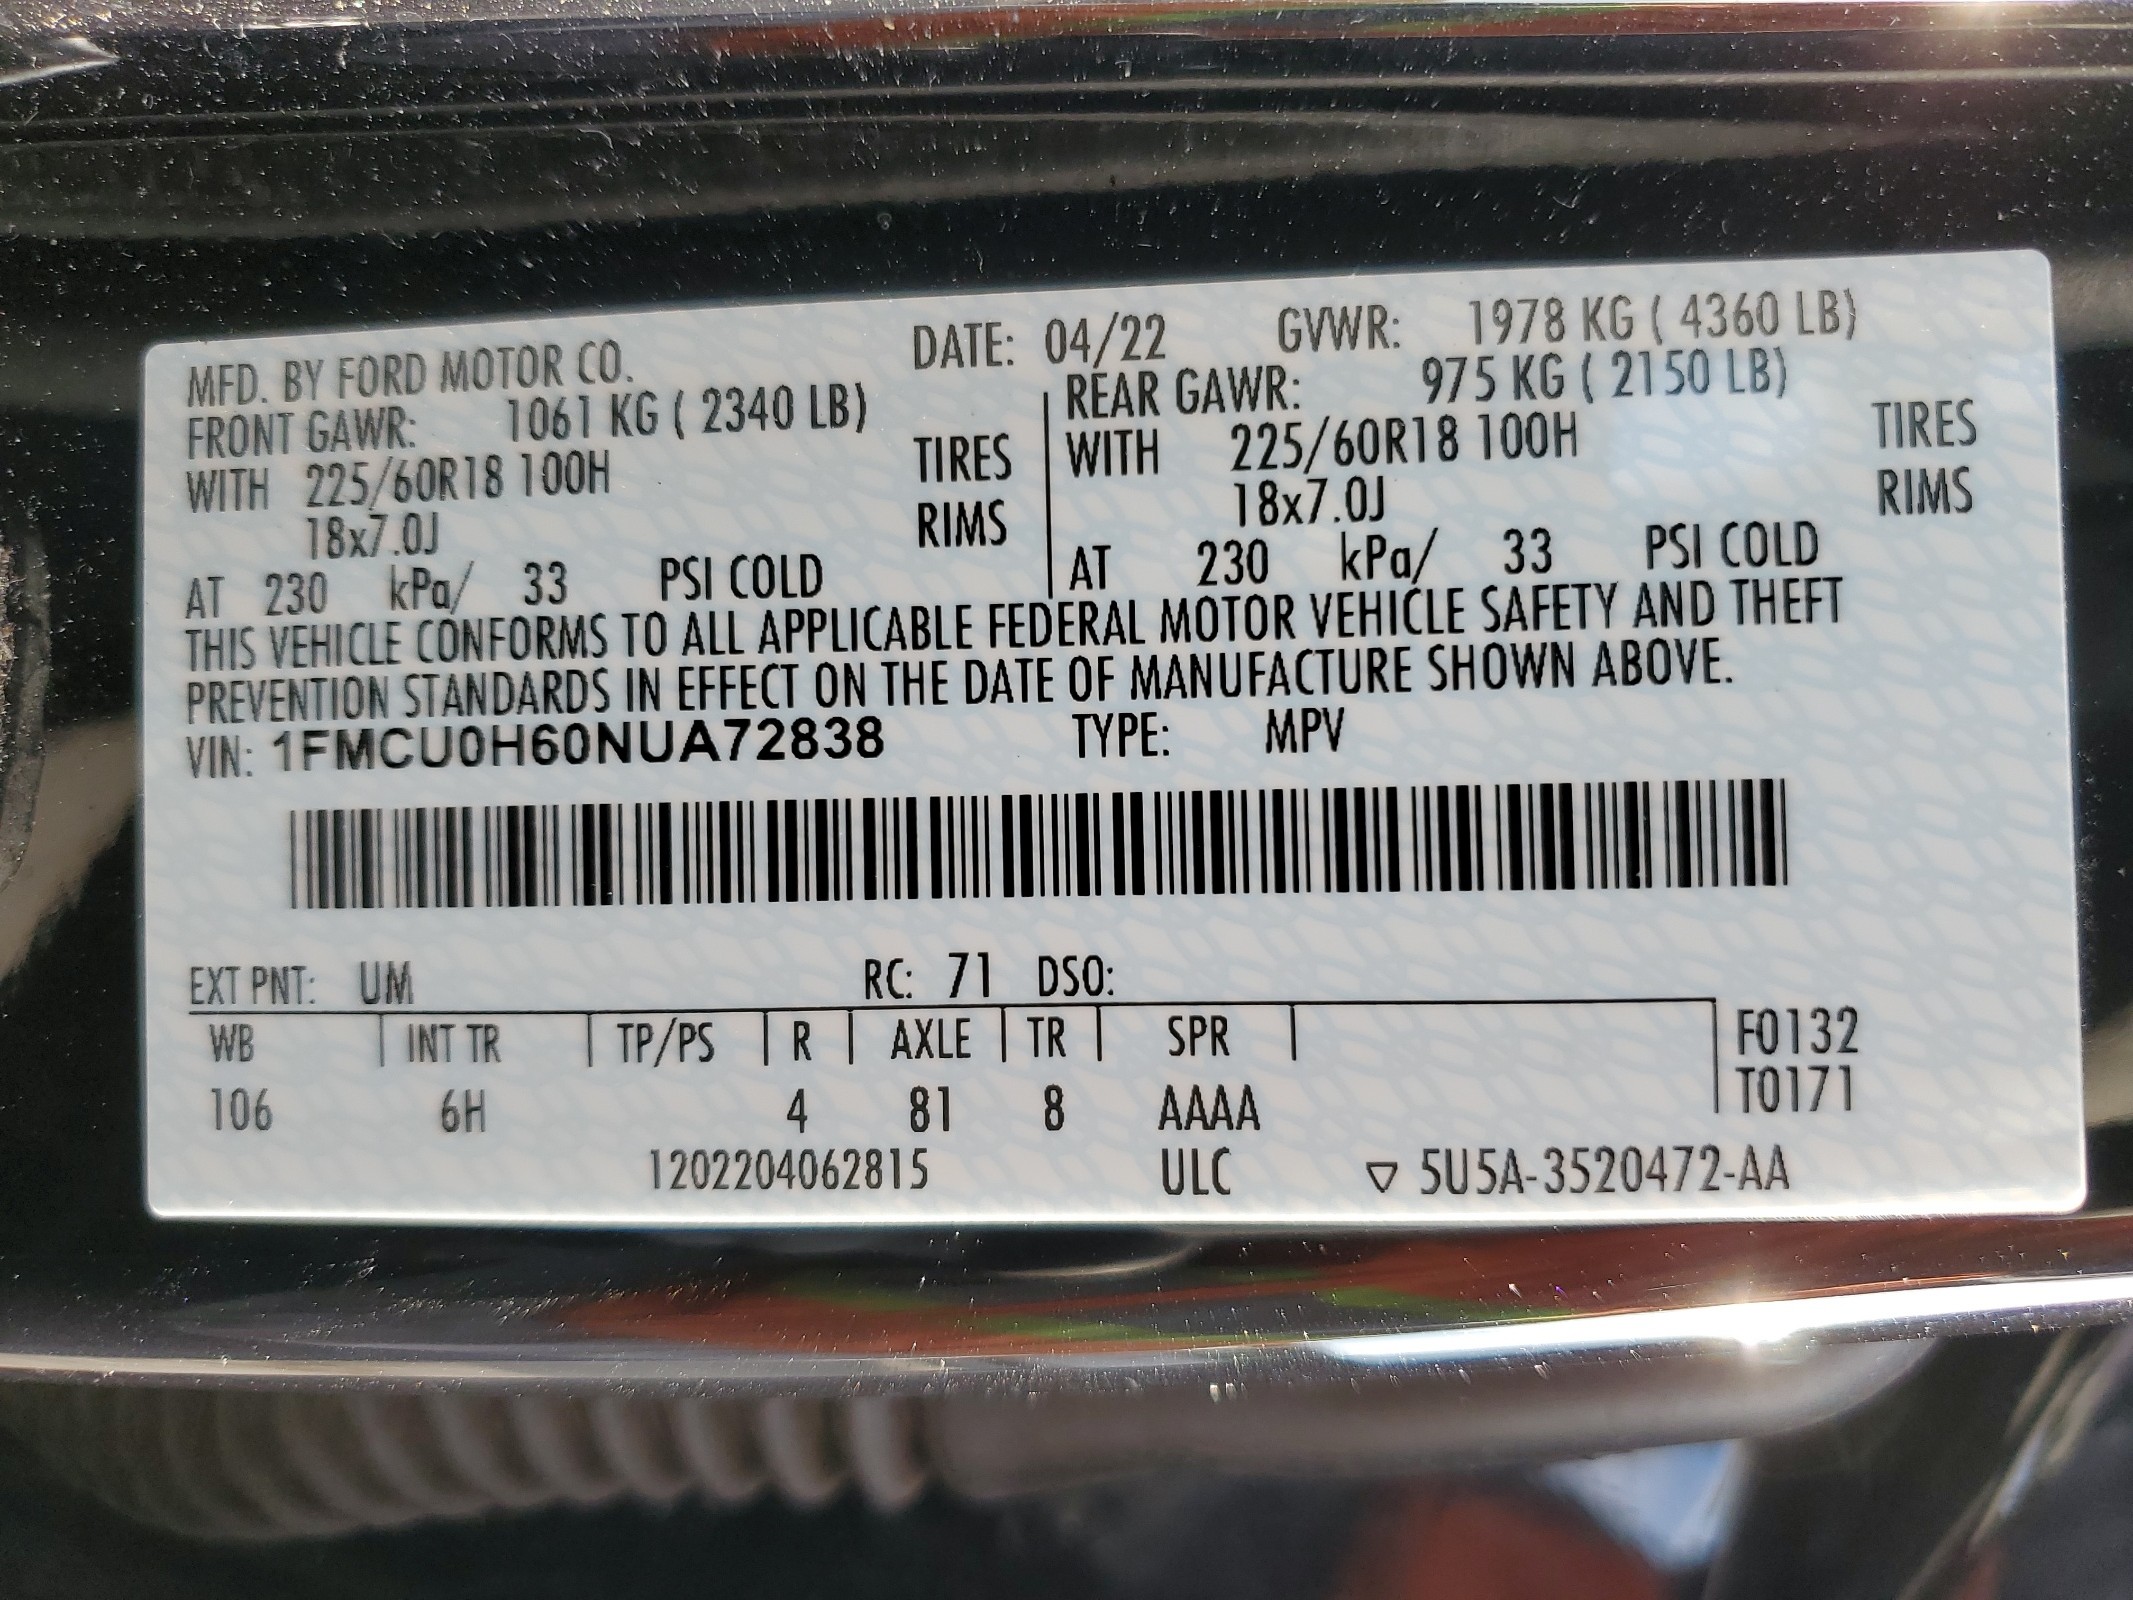 MFD. BY FORD MOTOR CO. DATE: 04/22 GVWR: 1978 KG ( 4360 LB)
FRONT GAWR: 1061 KG ( 2340 LB) REAR GAWR: 975 KG ( 2150 LB)
WITH 225/60R18 100H TIRES WITH 225/60R18 100H TIRES
18x7.0J RIMS 18x7.0J RIMS
AT 230 kPa/ 33 PSI COLD AT 230 kPa/ 33 PSI COLD
THIS VEHICLE CONFORMS TO ALL APPLICABLE FEDERAL MOTOR VEHICLE SAFETY AND THEFT
PREVENTION STANDARDS IN EFFECT ON THE DATE OF MANUFACTURE SHOWN ABOVE.
VIN: 1FMCU0H60NUA72838 TYPE: MPV
EXT PNT: UM RC: 71 DSO:
WB INT TR TP/PS R AXLE TR SPR F0132
106 6H 4 81 8 AAAA T0171
1202204062815 ULC ▽ 5U5A-3520472-AA